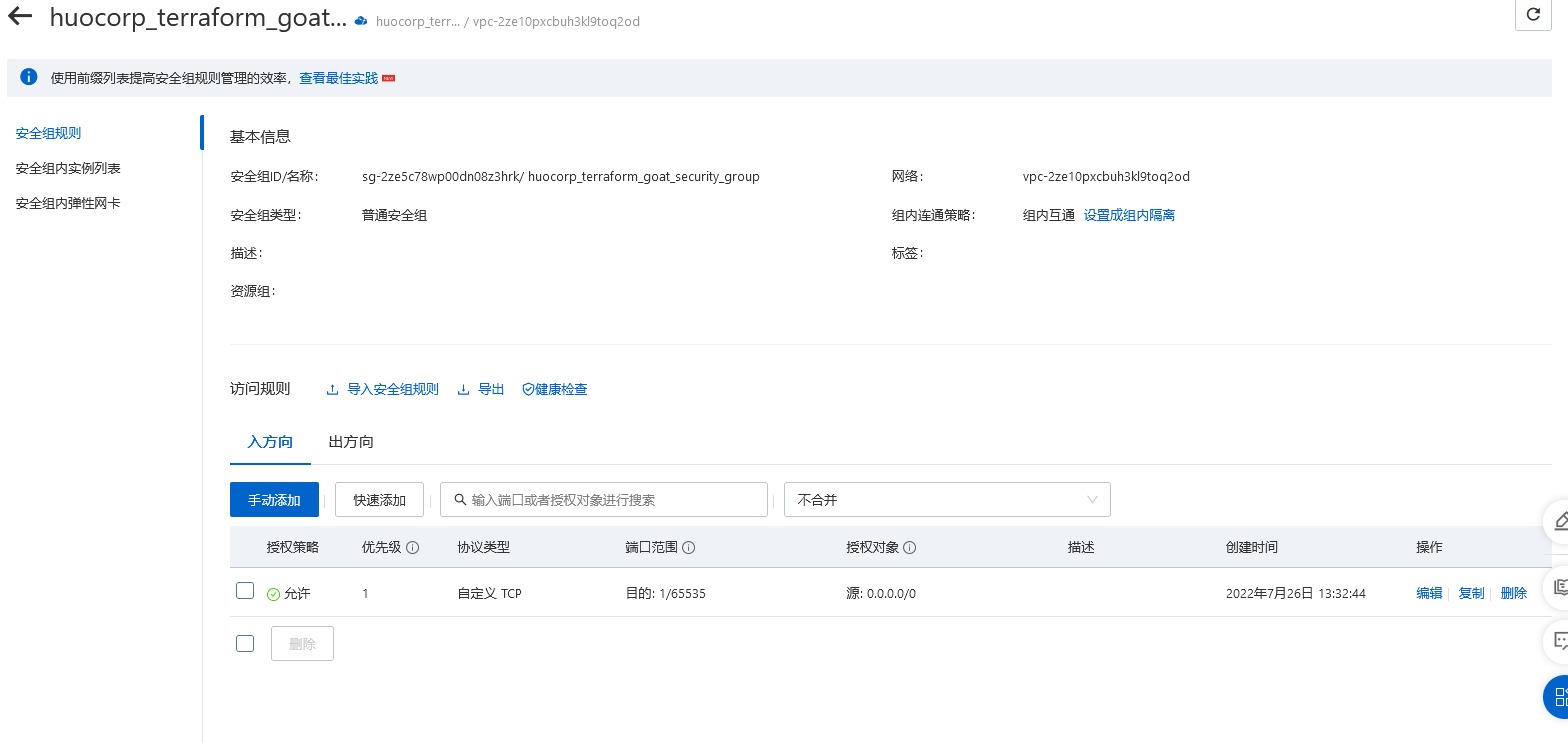 huocorp_terraform_goat... huocorp_terr... / vpc-2ze10pxcbuh3kl9toq2od
使用前缀列表提高安全组规则管理的效率，查看最佳实践 NEW
安全组规则
安全组内实例列表
安全组内弹性网卡
基本信息
安全组ID/名称： sg-2ze5c78wp00dn08z3hrk/ huocorp_terraform_goat_security_group 网络： vpc-2ze10pxcbuh3kl9toq2od
安全组类型： 普通安全组 组内连通策略： 组内互通 设置成组内隔离
描述： 标签：
资源组：
访问规则 导入安全组规则 导出 健康检查
入方向 出方向
手动添加 快速添加 输入端口或者授权对象进行搜索 不合并
授权策略 优先级 协议类型 端口范围 授权对象 描述 创建时间 操作
允许 1 自定义 TCP 目的: 1/65535 源: 0.0.0.0/0 2022年7月26日 13:32:44 编辑 复制 删除
删除